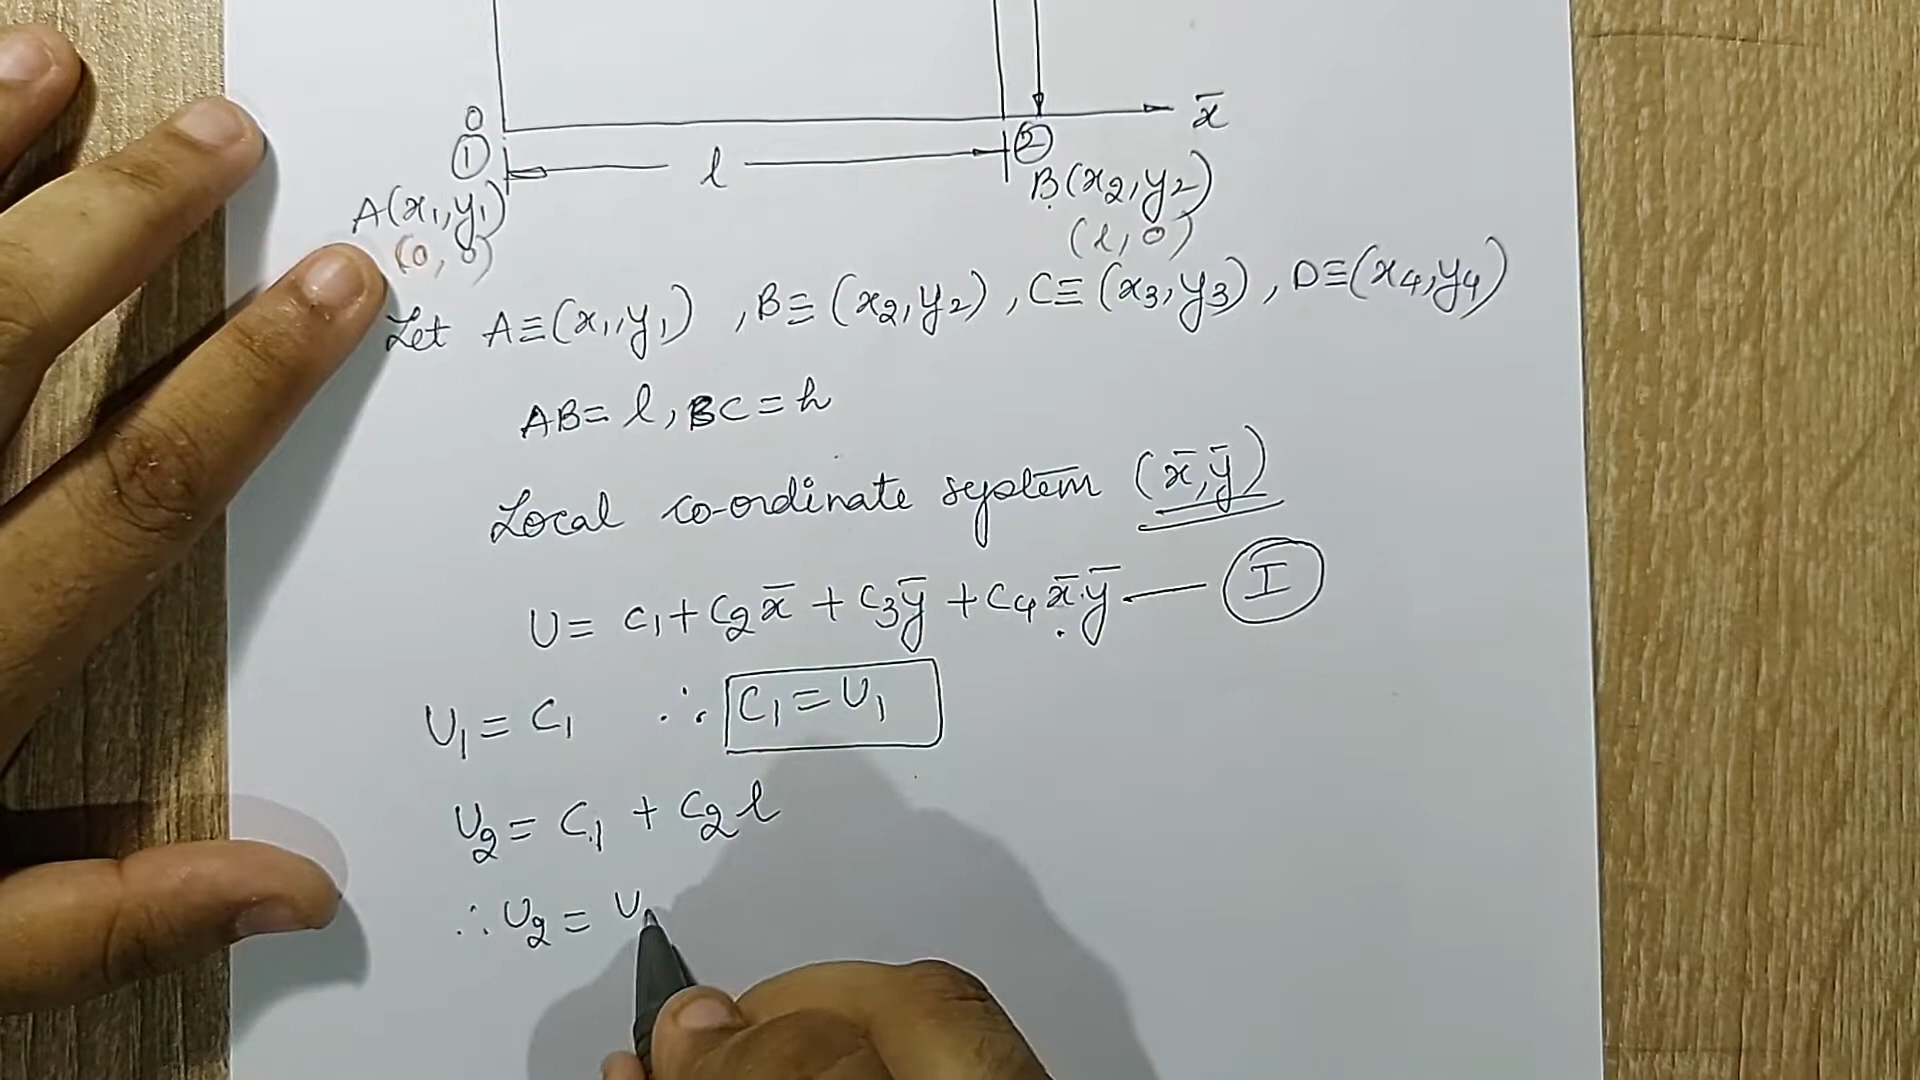 0
x̄
① ②
l
A(x₁,y₁) B(x₂,y₂)
(0, 0) (l, 0)
Let A≡(x₁,y₁) , B≡(x₂,y₂) , C≡(x₃,y₃) , D≡(x₄,y₄)
AB= l, BC = h
Local co-ordinate system (x̄,ȳ)
U= C₁+C₂x̄ + C₃ȳ + C₄x̄.ȳ — Ⓘ
U₁ = C₁ ∴ C₁ = U₁
U₂ = C₁ + C₂l
∴ U₂ = U